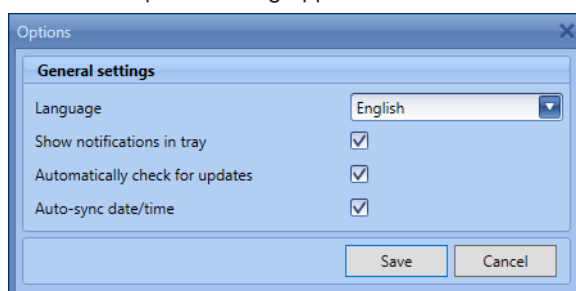 Options
General settings
Language English
Show notifications in tray
Automatically check for updates
Auto-sync date/time
Save Cancel